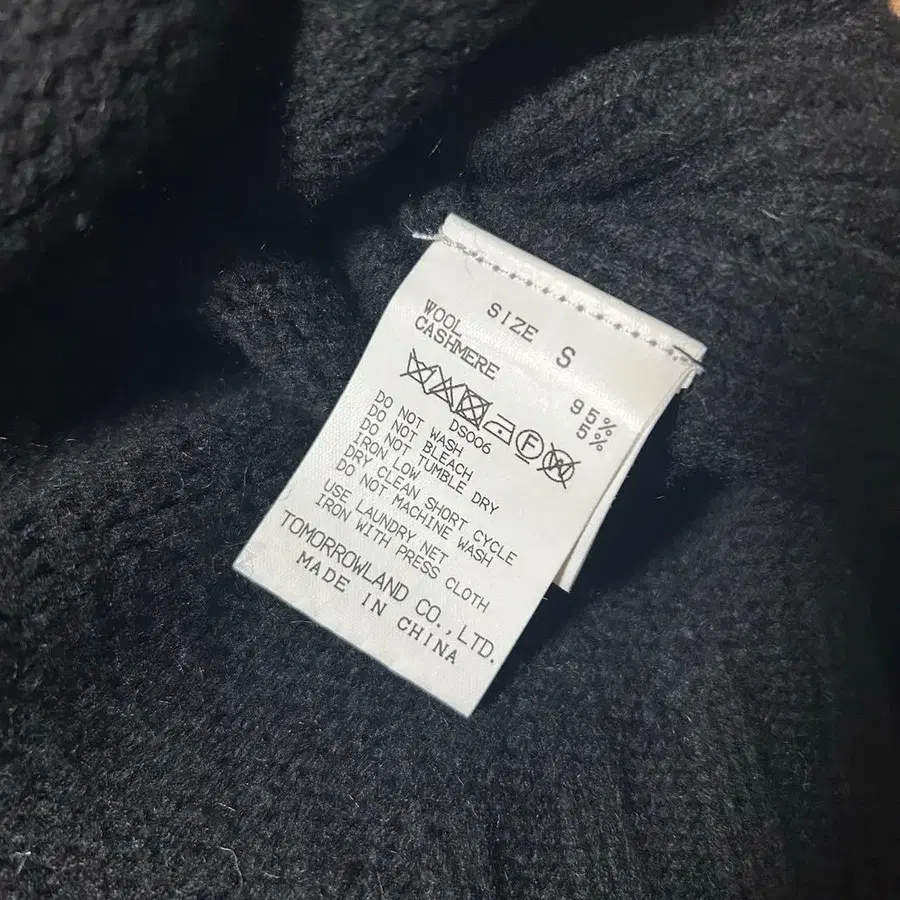 SIZE S
WOOL 95%
CASHMERE 5%
F W
DS006
DO NOT WASH
DO NOT BLEACH
DO NOT TUMBLE DRY
IRON LOW
DRY CLEAN SHORT CYCLE
DO NOT MACHINE WASH
USE LAUNDRY NET
IRON WITH PRESS CLOTH
TOMORROWLAND CO., LTD.
MADE IN CHINA